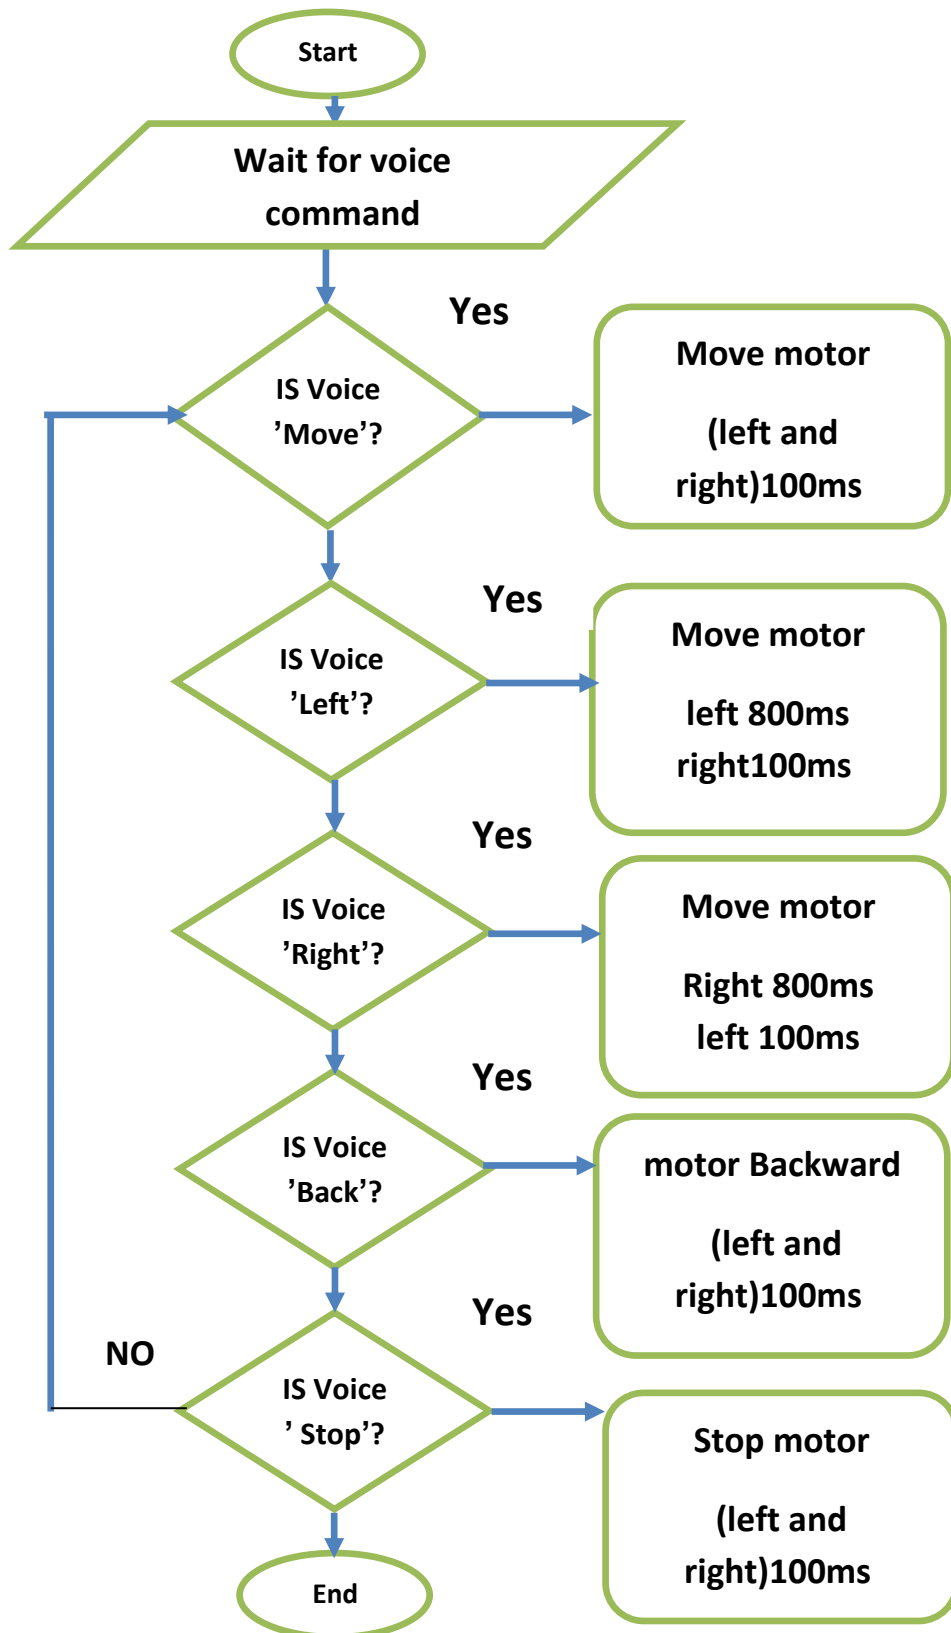 Start
Wait for voice
command
Yes
IS Voice
’Move’?
Move motor
(left and
right)100ms
Yes
IS Voice
’Left’?
Move motor
left 800ms
right100ms
Yes
IS Voice
’Right’?
Move motor
Right 800ms
left 100ms
Yes
IS Voice
’Back’?
motor Backward
(left and
right)100ms
Yes
NO
IS Voice
’ Stop’?
Stop motor
(left and
right)100ms
End